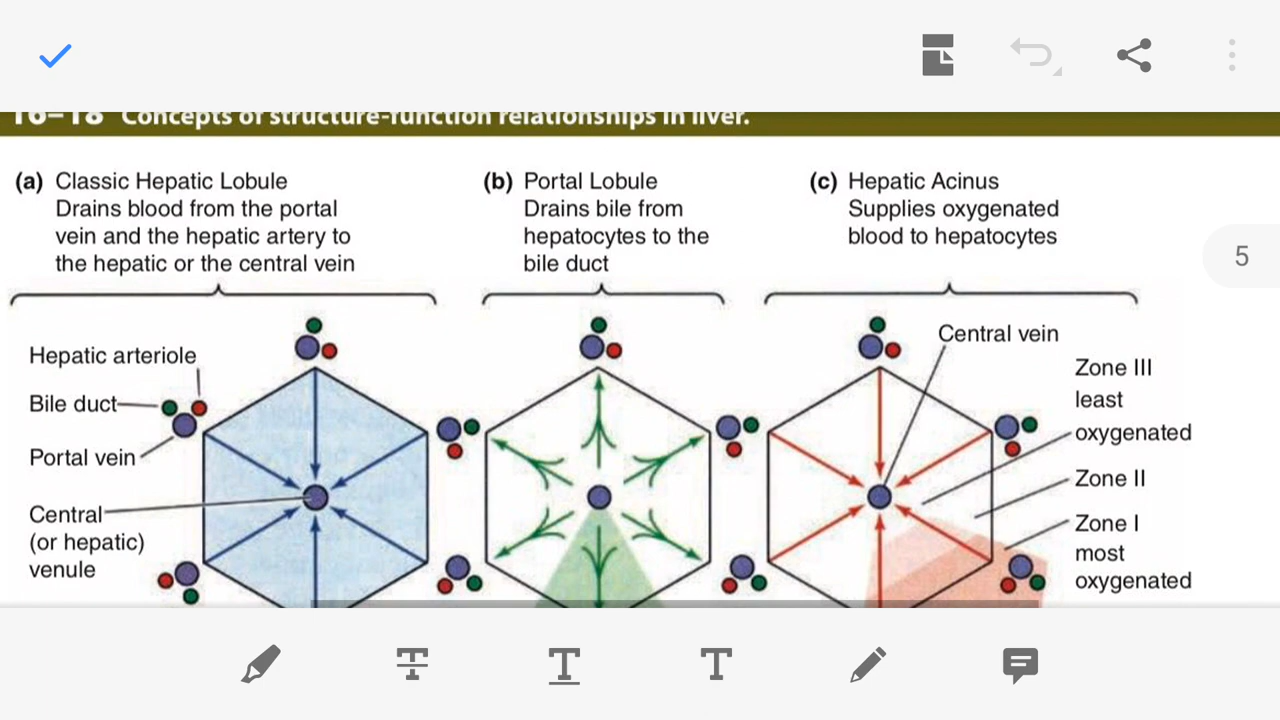 16–18 Concepts of structure-function relationships in liver.
(a) Classic Hepatic Lobule
Drains blood from the portal
vein and the hepatic artery to
the hepatic or the central vein
(b) Portal Lobule
Drains bile from
hepatocytes to the
bile duct
(c) Hepatic Acinus
Supplies oxygenated
blood to hepatocytes
5
Hepatic arteriole
Bile duct
Portal vein
Central
(or hepatic)
venule
Central vein
Zone III
least
oxygenated
Zone II
Zone I
most
oxygenated
T
T
T